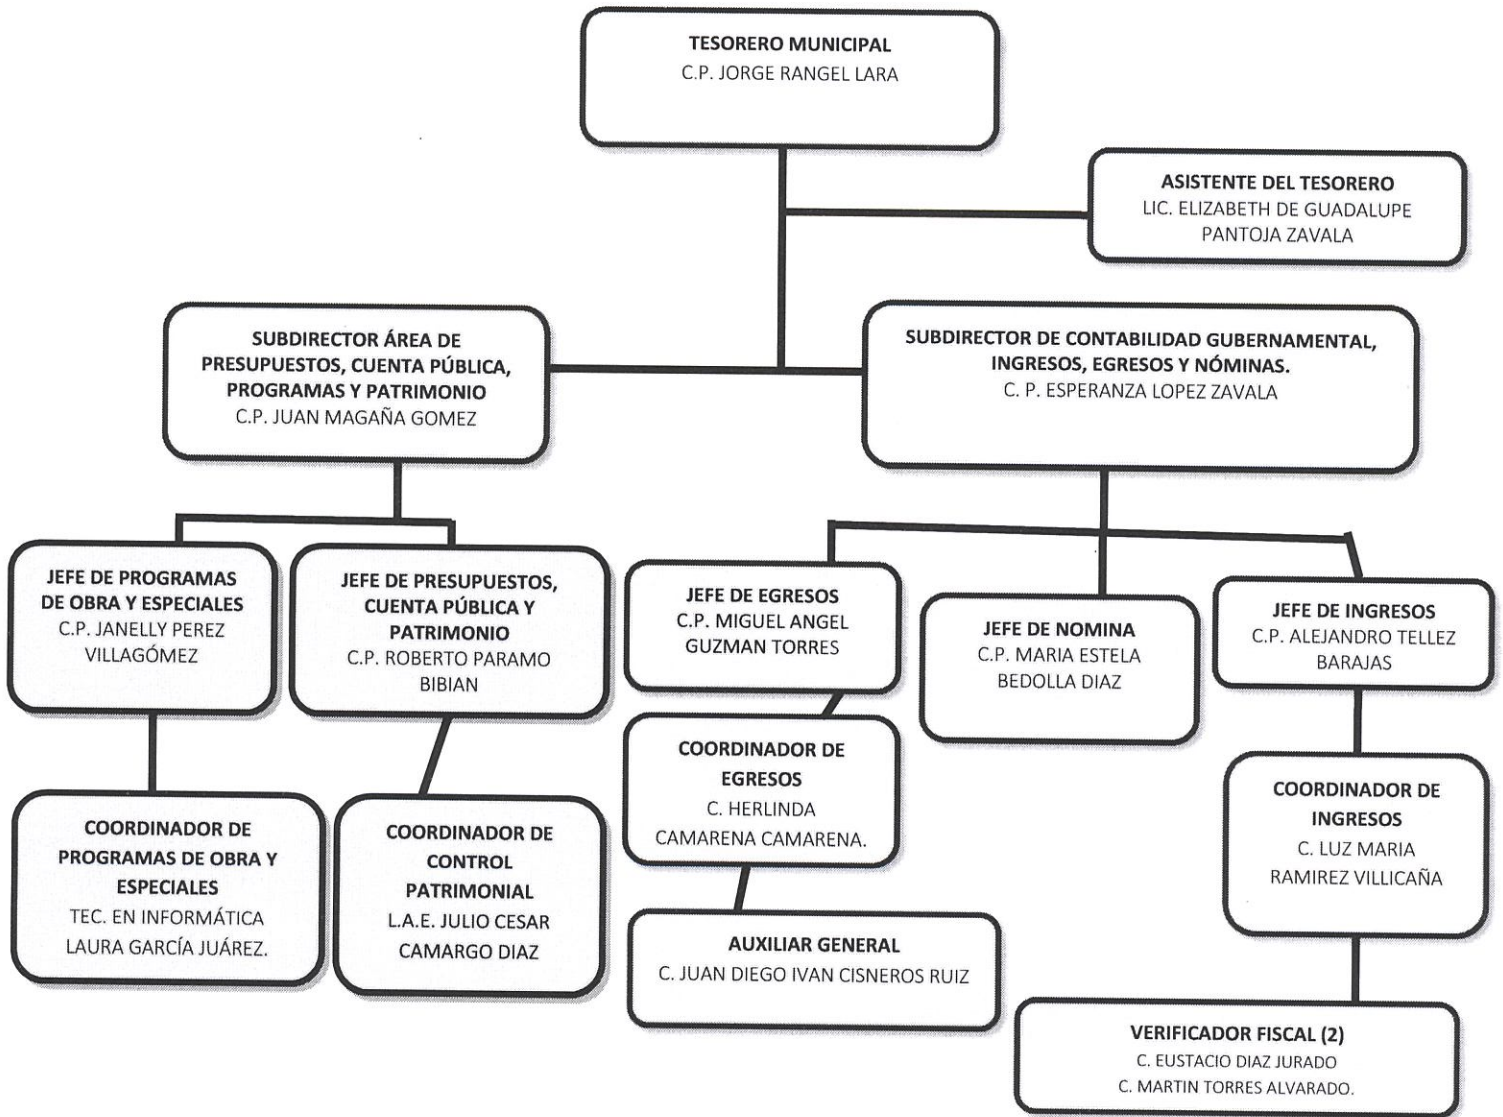 TESORERO MUNICIPAL
C.P. JORGE RANGEL LARA
ASISTENTE DEL TESORERO
LIC. ELIZABETH DE GUADALUPE
PANTOJA ZAVALA
SUBDIRECTOR ÁREA DE
PRESUPUESTOS, CUENTA PÚBLICA,
PROGRAMAS Y PATRIMONIO
C.P. JUAN MAGAÑA GOMEZ
SUBDIRECTOR DE CONTABILIDAD GUBERNAMENTAL,
INGRESOS, EGRESOS Y NÓMINAS.
C. P. ESPERANZA LOPEZ ZAVALA
JEFE DE PROGRAMAS
DE OBRA Y ESPECIALES
C.P. JANELLY PEREZ
VILLAGÓMEZ
JEFE DE PRESUPUESTOS,
CUENTA PÚBLICA Y
PATRIMONIO
C.P. ROBERTO PARAMO
BIBIAN
JEFE DE EGRESOS
C.P. MIGUEL ANGEL
GUZMAN TORRES
JEFE DE NOMINA
C.P. MARIA ESTELA
BEDOLLA DIAZ
JEFE DE INGRESOS
C.P. ALEJANDRO TELLEZ
BARAJAS
COORDINADOR DE
PROGRAMAS DE OBRA Y
ESPECIALES
TEC. EN INFORMÁTICA
LAURA GARCÍA JUÁREZ.
COORDINADOR DE
CONTROL
PATRIMONIAL
L.A.E. JULIO CESAR
CAMARGO DIAZ
COORDINADOR DE
EGRESOS
C. HERLINDA
CAMARENA CAMARENA.
COORDINADOR DE
INGRESOS
C. LUZ MARIA
RAMIREZ VILLICAÑA
AUXILIAR GENERAL
C. JUAN DIEGO IVAN CISNEROS RUIZ
VERIFICADOR FISCAL (2)
C. EUSTACIO DIAZ JURADO
C. MARTIN TORRES ALVARADO.